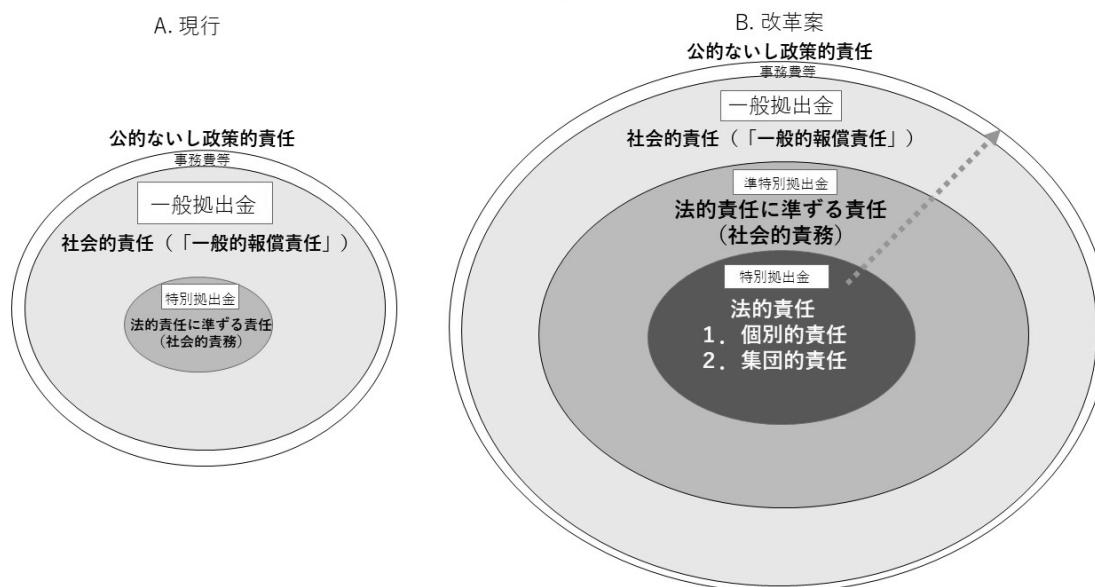 A. 現行
公的ないし政策的責任
事務費等
一般拠出金
社会的責任（「一般的報償責任」）
特別拠出金
法的責任に準ずる責任
（社会的責務）
B. 改革案
公的ないし政策的責任
事務費等
一般拠出金
社会的責任（「一般的報償責任」）
準特別拠出金
法的責任に準ずる責任
（社会的責務）
特別拠出金
法的責任
1．個別的責任
2．集団的責任